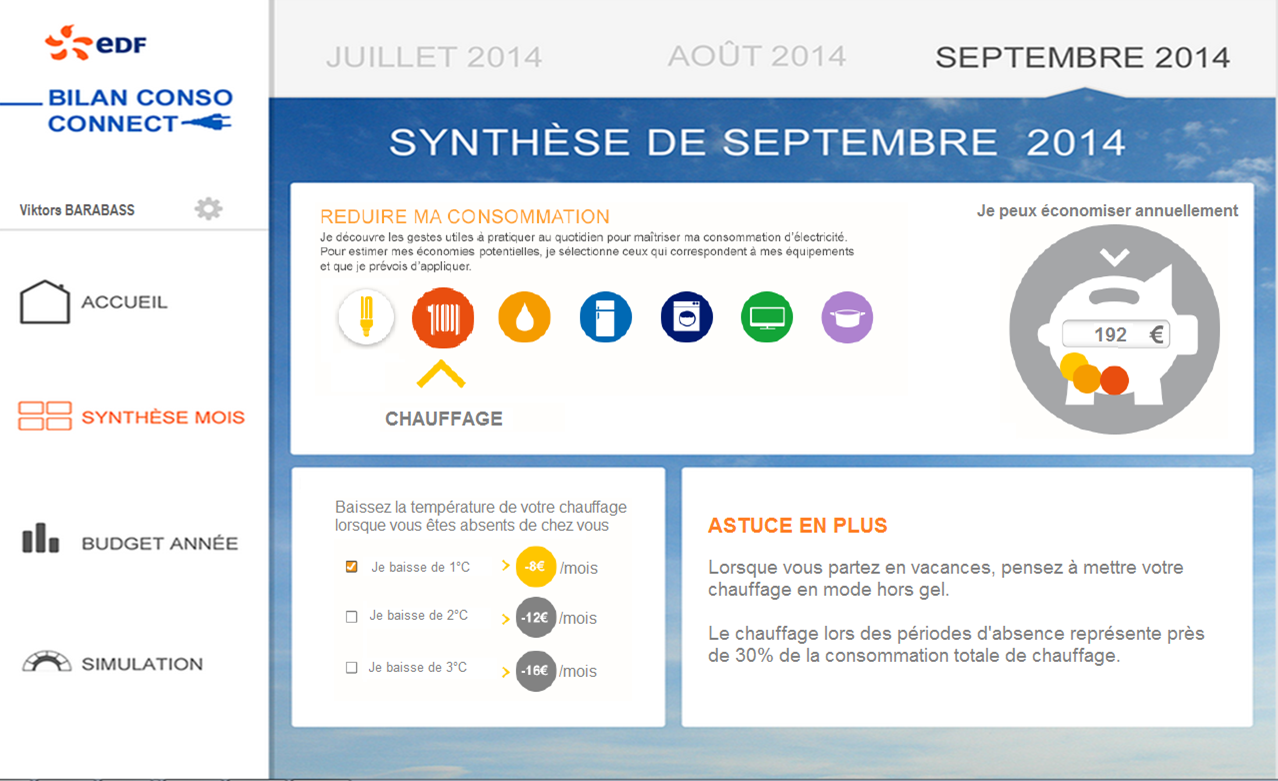 eDF
BILAN CONSO
CONNECT
Viktors BARABASS
ACCUEIL
SYNTHÈSE MOIS
BUDGET ANNÉE
SIMULATION
JUILLET 2014
AOÛT 2014
SEPTEMBRE 2014
SYNTHÈSE DE SEPTEMBRE 2014
REDUIRE MA CONSOMMATION
Je découvre les gestes utiles à pratiquer au quotidien pour maîtriser ma consommation d'électricité.
Pour estimer mes économies potentielles, je sélectionne ceux qui correspondent à mes équipements
et que je prévois d'appliquer.
CHAUFFAGE
Je peux économiser annuellement
192 €
Baissez la température de votre chauffage
lorsque vous êtes absents de chez vous
Je baisse de 1°C > -8€ /mois
Je baisse de 2°C > -12€ /mois
Je baisse de 3°C > -16€ /mois
ASTUCE EN PLUS
Lorsque vous partez en vacances, pensez à mettre votre
chauffage en mode hors gel.
Le chauffage lors des périodes d'absence représente près
de 30% de la consommation totale de chauffage.